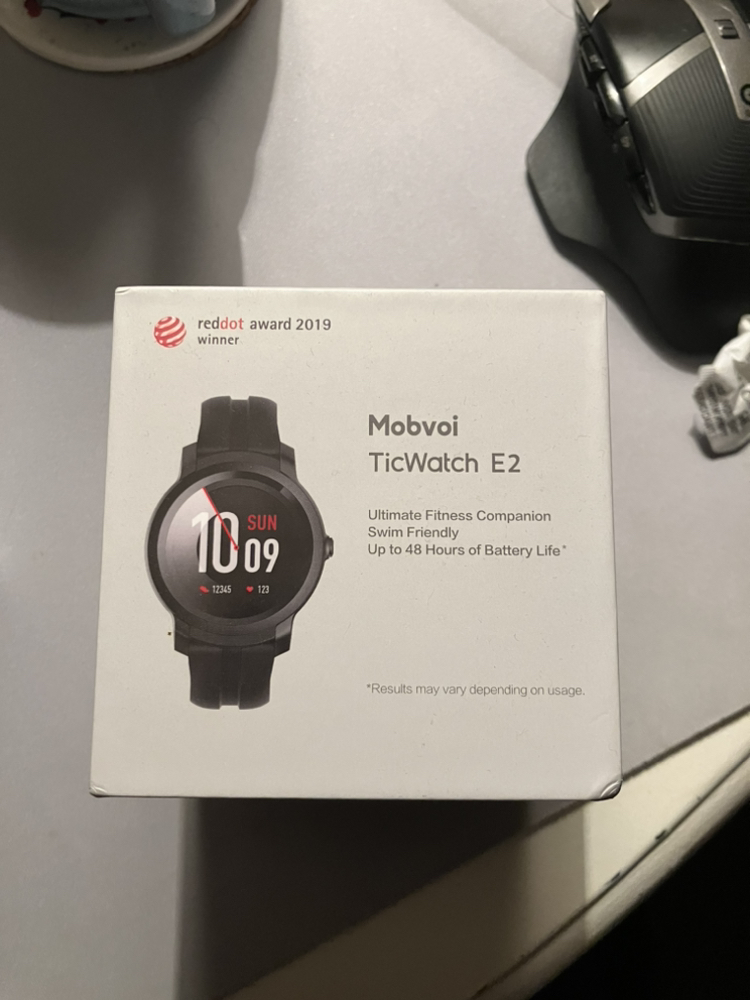 reddot award 2019
winner
Mobvoi
TicWatch E2
Ultimate Fitness Companion
Swim Friendly
Up to 48 Hours of Battery Life*
10 SUN
09
12345 123
*Results may vary depending on usage.